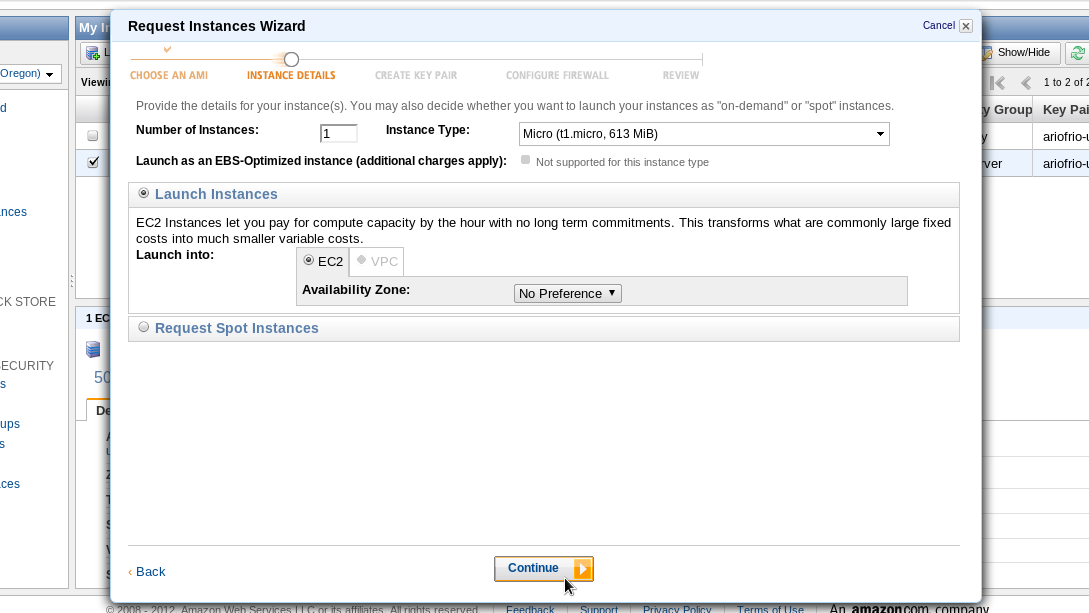 Request Instances Wizard
Cancel
CHOOSE AN AMI
INSTANCE DETAILS
CREATE KEY PAIR
CONFIGURE FIREWALL
REVIEW
Provide the details for your instance(s). You may also decide whether you want to launch your instances as "on-demand" or "spot" instances.
Number of Instances: 1 Instance Type: Micro (t1.micro, 613 MiB)
Launch as an EBS-Optimized instance (additional charges apply): Not supported for this instance type
Launch Instances
EC2 Instances let you pay for compute capacity by the hour with no long term commitments. This transforms what are commonly large fixed
costs into much smaller variable costs.
Launch into:
EC2 VPC
Availability Zone: No Preference
Request Spot Instances
‹ Back
Continue
My In
Oregon)
Viewin
Show/Hide
1 to 2 of 2
y Group
Key Pai
y
ariofrio-u
ver
ariofrio-u
d
nces
CK STORE
ECURITY
s
ups
s
ces
1 EC
50
De
© 2008 - 2012, Amazon Web Services LLC or its affiliates. All rights reserved.
Feedback
Support
Privacy Policy
Terms of Use
An amazon.com company